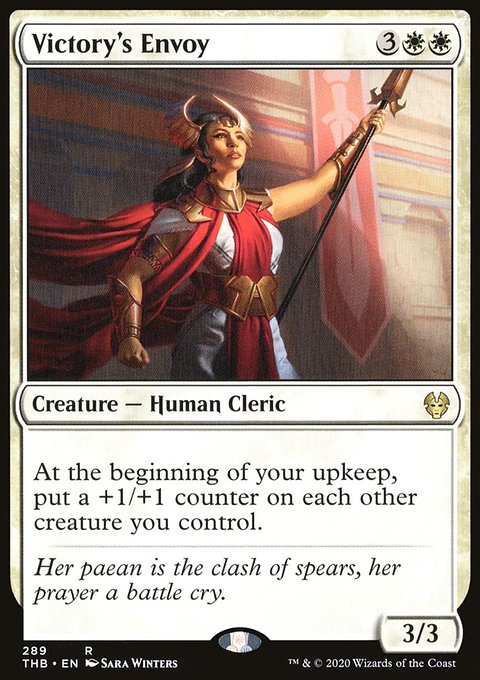 Victory's Envoy 3
Creature — Human Cleric
At the beginning of your upkeep,
put a +1/+1 counter on each other
creature you control.
Her paean is the clash of spears, her
prayer a battle cry.
3/3
289 R
THB • EN Sara Winters ™ & © 2020 Wizards of the Coast